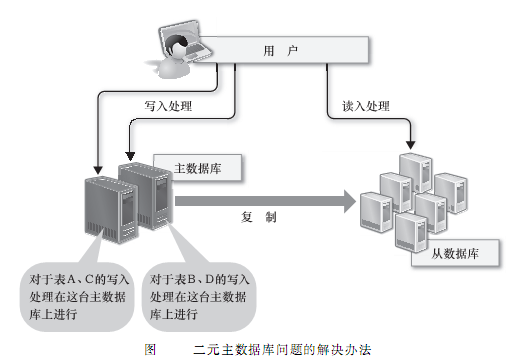 用 户
写入处理
读入处理
主数据库
复 制
从数据库
对于表A、C的写入
处理在这台主数据
库上进行
对于表B、D的写入
处理在这台主数据
库上进行
图 二元主数据库问题的解决办法